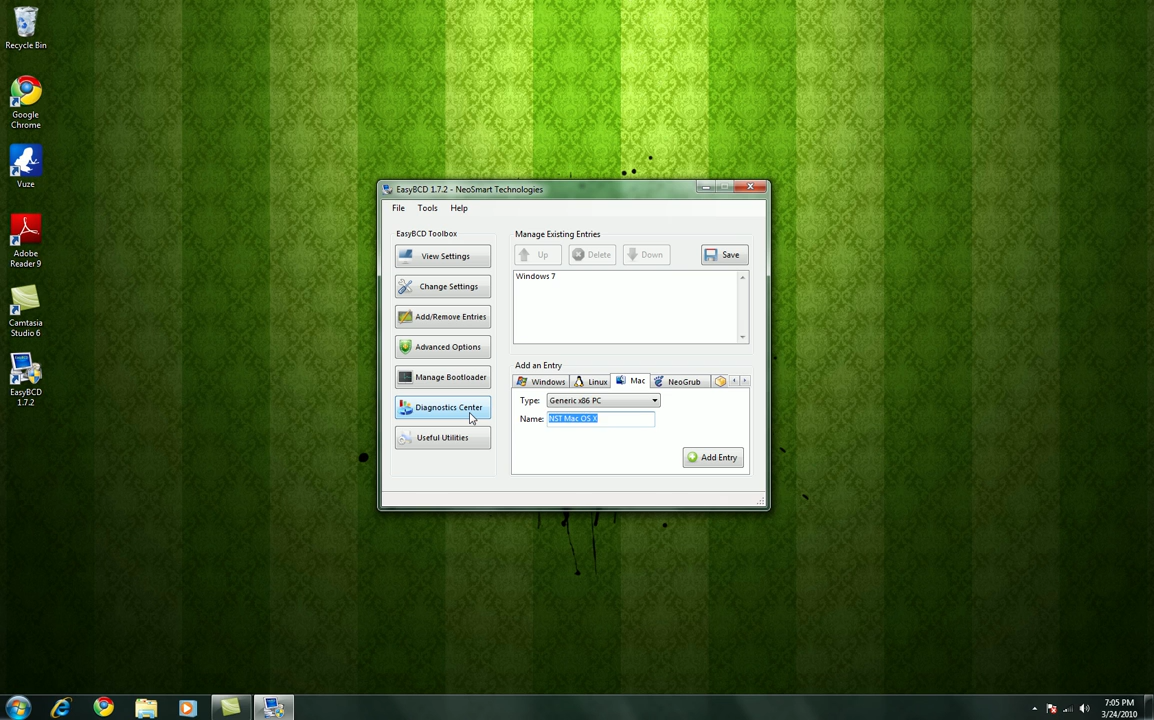 Recycle Bin
Google
Chrome
Vuze
Adobe
Reader 9
Camtasia
Studio 6
EasyBCD
1.7.2
EasyBCD 1.7.2 - NeoSmart Technologies
File Tools Help
EasyBCD Toolbox
View Settings
Change Settings
Add/Remove Entries
Advanced Options
Manage Bootloader
Diagnostics Center
Useful Utilities
Manage Existing Entries
Up Delete Down Save
Windows 7
Add an Entry
Windows Linux Mac NeoGrub
Type: Generic x86 PC
Name: NST Mac OS X
Add Entry
7:05 PM
3/24/2010